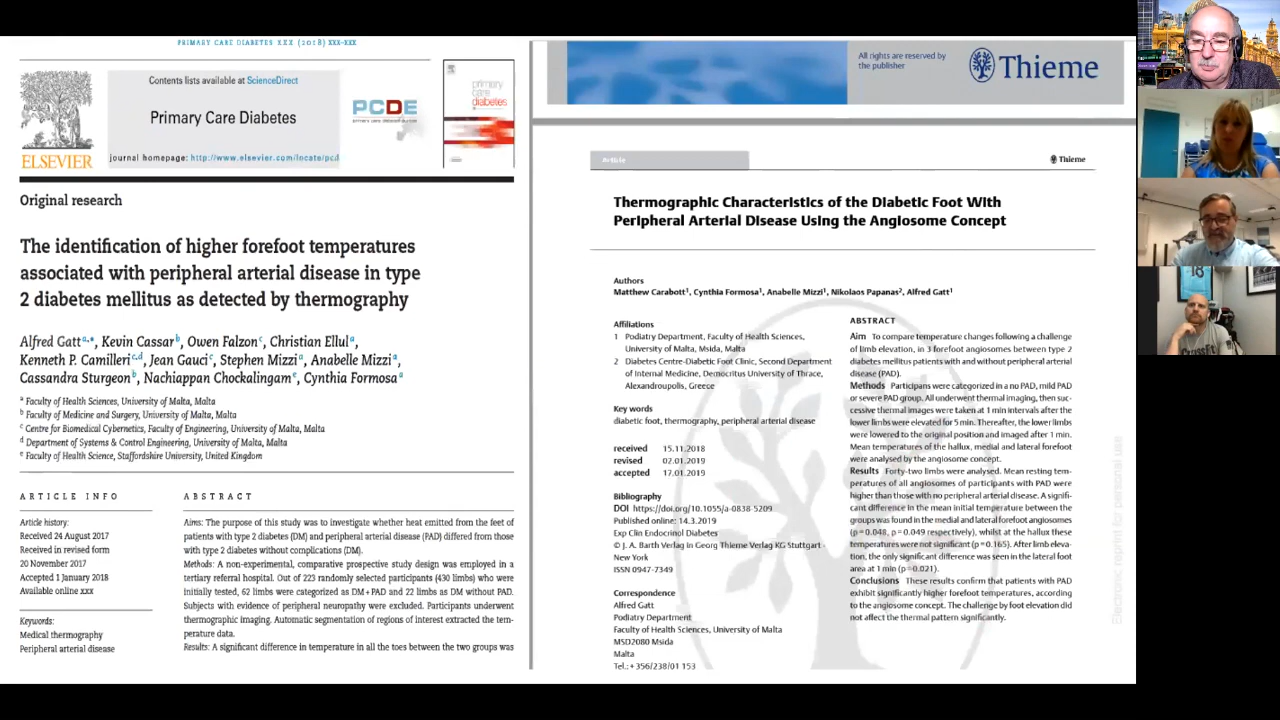 PRIMARY CARE DIABETES XXX (2018) XXX-XXX
Contents lists available at ScienceDirect
Primary Care Diabetes
journal homepage: http://www.elsevier.com/locate/pcd
ELSEVIER
PCDE
primary care diabetes
Original research
The identification of higher forefoot temperatures
associated with peripheral arterial disease in type
2 diabetes mellitus as detected by thermography
Alfred Gatt a,*, Kevin Cassar b, Owen Falzon c, Christian Ellul a,
Kenneth P. Camilleri c,d, Jean Gauci c, Stephen Mizzi a, Anabelle Mizzi a,
Cassandra Sturgeon b, Nachiappan Chockalingam e, Cynthia Formosa a
a Faculty of Health Sciences, University of Malta, Malta
b Faculty of Medicine and Surgery, University of Malta, Malta
c Centre for Biomedical Cybernetics, Faculty of Engineering, University of Malta, Malta
d Department of Systems & Control Engineering, University of Malta, Malta
e Faculty of Health Science, Staffordshire University, United Kingdom
ARTICLE INFO
Article history:
Received 24 August 2017
Received in revised form
20 November 2017
Accepted 1 January 2018
Available online xxx
Keywords:
Medical thermography
Peripheral arterial disease
ABSTRACT
Aims: The purpose of this study was to investigate whether heat emitted from the feet of
patients with type 2 diabetes (DM) and peripheral arterial disease (PAD) differed from those
with type 2 diabetes without complications (DM).
Methods: A non-experimental, comparative prospective study design was employed in a
tertiary referral hospital. Out of 223 randomly selected participants (430 limbs) who were
initially tested, 62 limbs were categorized as DM+PAD and 22 limbs as DM without PAD.
Subjects with evidence of peripheral neuropathy were excluded. Participants underwent
thermographic imaging. Automatic segmentation of regions of interest extracted the tem-
perature data.
Results: A significant difference in temperature in all the toes between the two groups was
All rights are reserved by
the publisher
Thieme
Article
Thieme
Thermographic Characteristics of the Diabetic Foot With
Peripheral Arterial Disease Using the Angiosome Concept
Authors
Matthew Carabott1, Cynthia Formosa1, Anabelle Mizzi1, Nikolaos Papanas2, Alfred Gatt1
Affiliations
1 Podiatry Department, Faculty of Health Sciences,
University of Malta, Msida, Malta
2 Diabetes Centre-Diabetic Foot Clinic, Second Department
of Internal Medicine, Democritus University of Thrace,
Alexandroupolis, Greece
Key words
diabetic foot, thermography, peripheral arterial disease
received 15.11.2018
revised 02.01.2019
accepted 17.01.2019
Bibliography
DOI https://doi.org/10.1055/a-0838-5209
Published online: 14.3.2019
Exp Clin Endocrinol Diabetes
© J. A. Barth Verlag in Georg Thieme Verlag KG Stuttgart ·
New York
ISSN 0947-7349
Correspondence
Alfred Gatt
Podiatry Department
Faculty of Health Sciences, University of Malta
MSD2080 Msida
Malta
Tel.: +356/238/01 153
ABSTRACT
Aim To compare temperature changes following a challenge
of limb elevation, in 3 forefoot angiosomes between type 2
diabetes mellitus patients with and without peripheral arterial
disease (PAD).
Methods Participants were categorized in a no PAD, mild PAD
or severe PAD group. All underwent thermal imaging, then suc-
cessive thermal images were taken at 1 min intervals after the
lower limbs were elevated for 5 min. Thereafter, the lower limbs
were lowered to the original position and imaged after 1 min.
Mean temperatures of the hallux, medial and lateral forefoot
were analysed by the angiosome concept.
Results Forty-two limbs were analysed. Mean resting tem-
peratures of all angiosomes of participants with PAD were
higher than those with no peripheral arterial disease. A signifi-
cant difference in the mean initial temperature between the
groups was found in the medial and lateral forefoot angiosomes
(p = 0.048, p = 0.049 respectively), whilst at the hallux these
temperatures were not significant (p = 0.165). After limb eleva-
tion, the only significant difference was seen in the lateral foot
area at 1 min (p = 0.021).
Conclusions These results confirm that patients with PAD
exhibit significantly higher forefoot temperatures, according
to the angiosome concept. The challenge by foot elevation did
not affect the thermal pattern significantly.
Electronic reprint for personal use